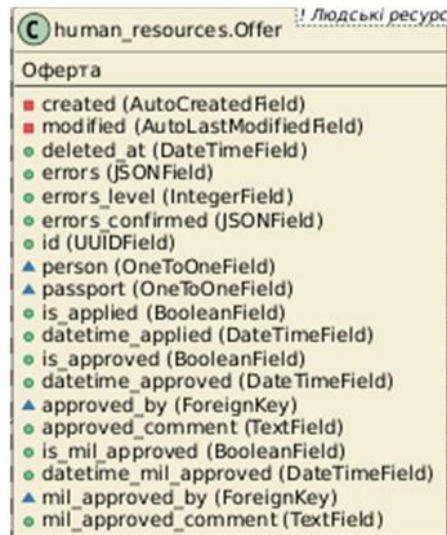 ! Людські ресурс
C human_resources.Offer
Оферта
created (AutoCreatedField)
modified (AutoLastModifiedField)
deleted_at (DateTimeField)
errors (JSONField)
errors_level (IntegerField)
errors_confirmed (JSONField)
id (UUIDField)
person (OneToOneField)
passport (OneToOneField)
is_applied (BooleanField)
datetime_applied (DateTimeField)
is_approved (BooleanField)
datetime_approved (DateTimeField)
approved_by (ForeignKey)
approved_comment (TextField)
is_mil_approved (BooleanField)
datetime_mil_approved (DateTimeField)
mil_approved_by (ForeignKey)
mil_approved_comment (TextField)